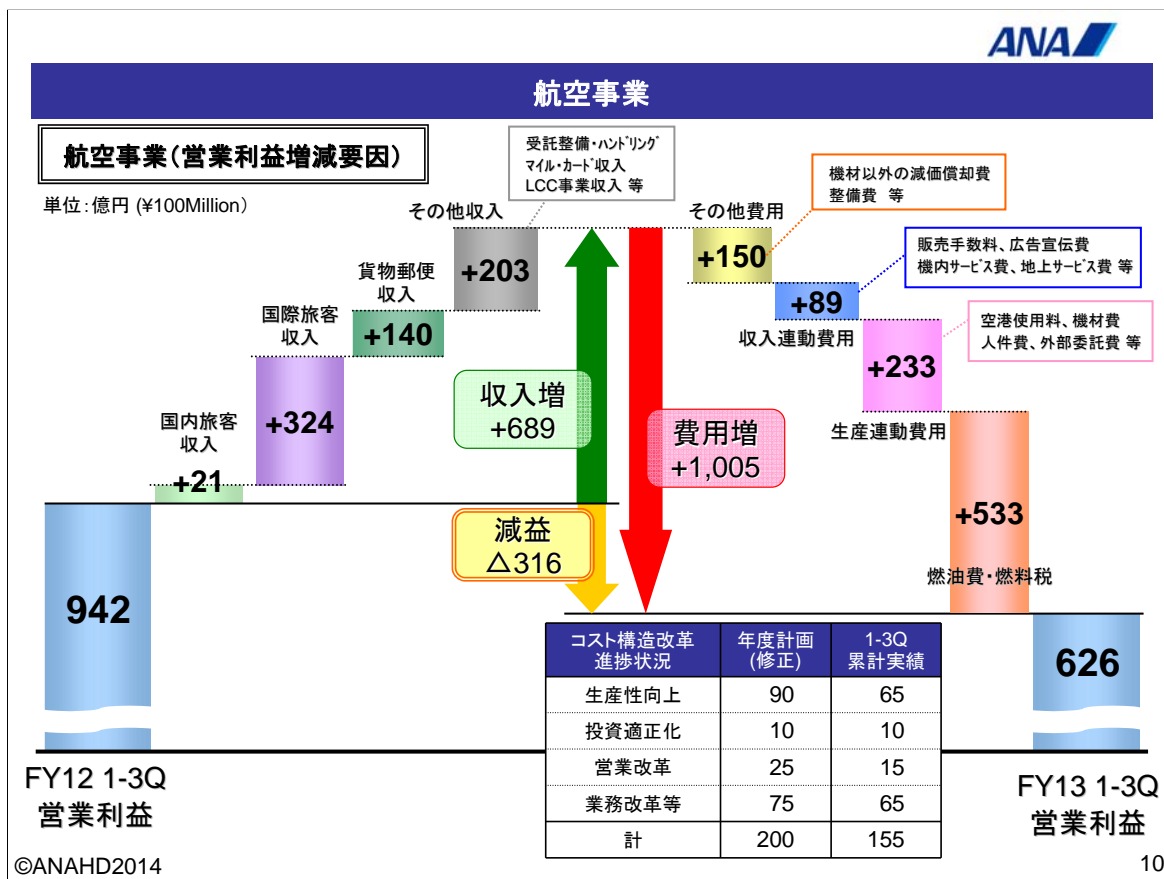 ANA
航空事業
航空事業（営業利益増減要因）
単位：億円 (¥100Million）
受託整備・ﾊﾝﾄﾞﾘﾝｸﾞ
ﾏｲﾙ・ｶｰﾄﾞ収入
LCC事業収入 等
その他収入
+203
貨物郵便
収入
+140
国際旅客
収入
+324
国内旅客
収入
+21
942
FY12 1-3Q
営業利益
収入増
+689
減益
△316
費用増
+1,005
その他費用
+150
機材以外の減価償却費
整備費 等
+89
収入連動費用
販売手数料、広告宣伝費
機内ｻｰﾋﾞｽ費、地上ｻｰﾋﾞｽ費 等
+233
生産連動費用
空港使用料、機材費
人件費、外部委託費 等
+533
燃油費・燃料税
626
FY13 1-3Q
営業利益
コスト構造改革
進捗状況
年度計画
(修正)
1-3Q
累計実績
生産性向上 90 65
投資適正化 10 10
営業改革 25 15
業務改革等 75 65
計 200 155
©ANAHD2014
10